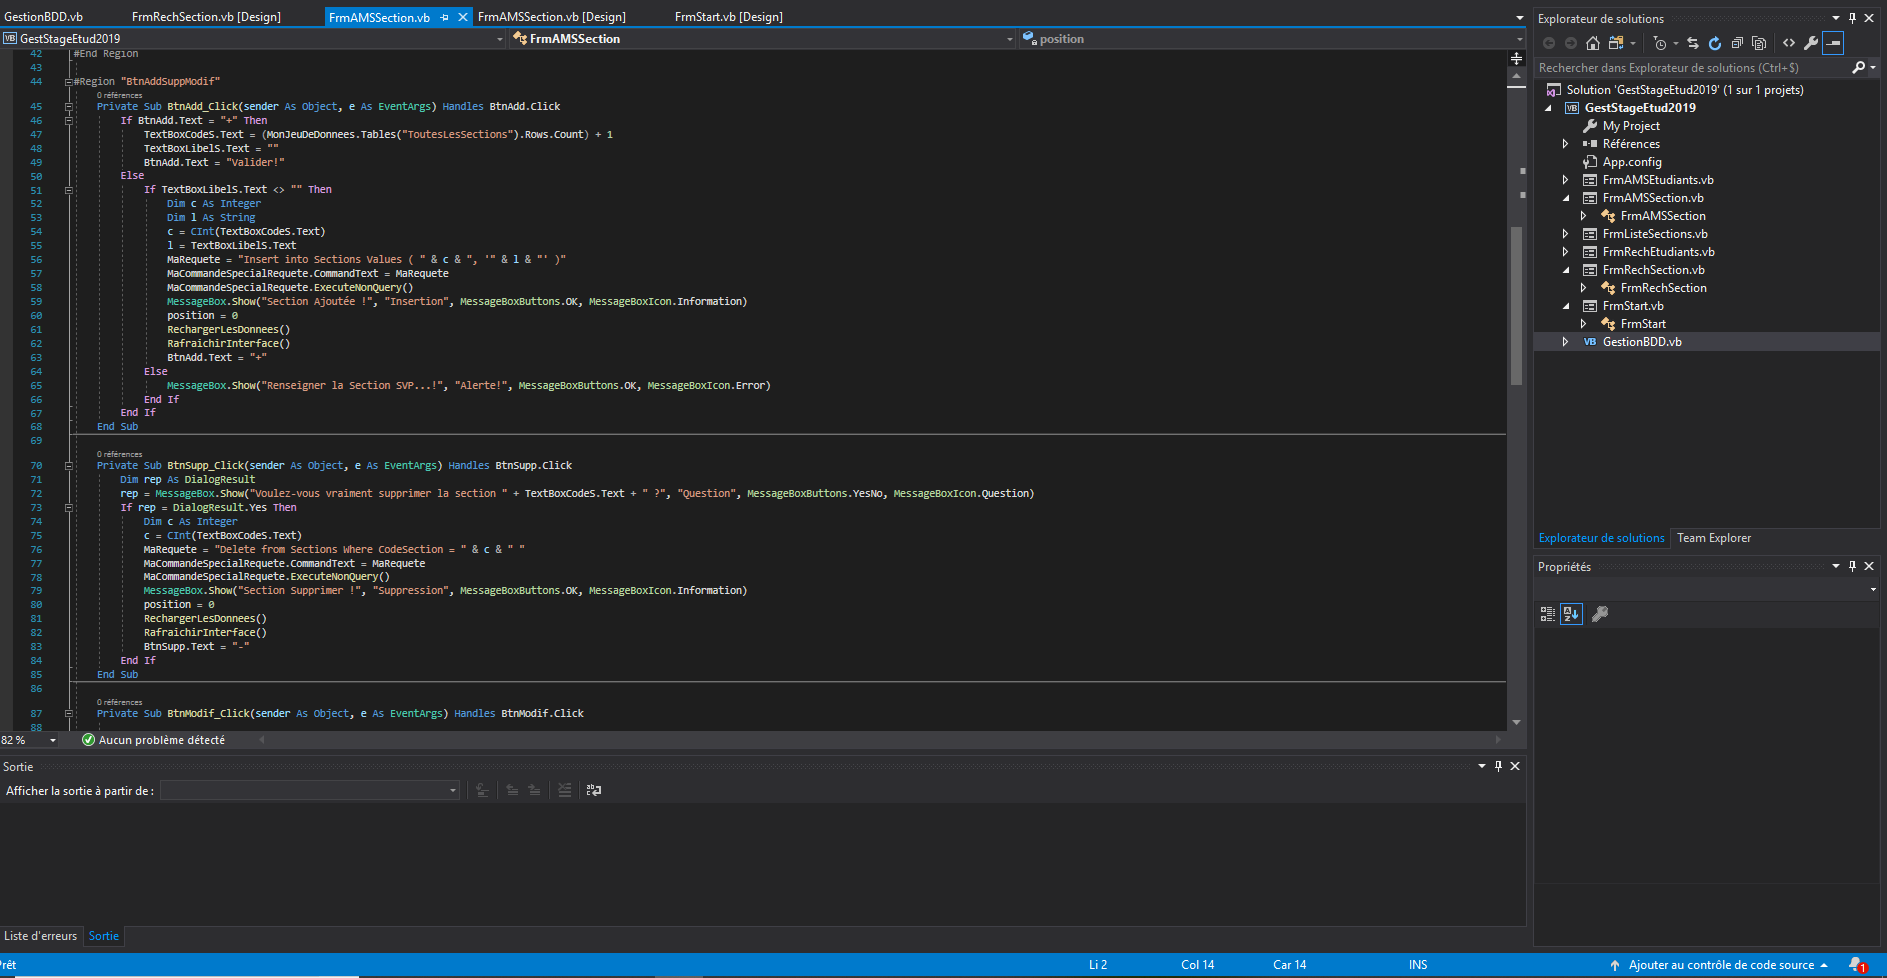 GestionBDD.vb FrmRechSection.vb [Design] FrmAMSSection.vb FrmAMSSection.vb [Design] FrmStart.vb [Design]
VB GestStageEtud2019 FrmAMSSection position
42 #End Region
43
44 #Region "BtnAddSuppModif"
0 références
45 Private Sub BtnAdd_Click(sender As Object, e As EventArgs) Handles BtnAdd.Click
46 If BtnAdd.Text = "+" Then
47 TextBoxCodeS.Text = (MonJeuDeDonnees.Tables("ToutesLesSections").Rows.Count) + 1
48 TextBoxLibelS.Text = ""
49 BtnAdd.Text = "Valider!"
50 Else
51 If TextBoxLibelS.Text <> "" Then
52 Dim c As Integer
53 Dim l As String
54 c = CInt(TextBoxCodeS.Text)
55 l = TextBoxLibelS.Text
56 MaRequete = "Insert into Sections Values ( " & c & ", '" & l & "' )"
57 MaCommandeSpecialRequete.CommandText = MaRequete
58 MaCommandeSpecialRequete.ExecuteNonQuery()
59 MessageBox.Show("Section Ajoutée !", "Insertion", MessageBoxButtons.OK, MessageBoxIcon.Information)
60 position = 0
61 RechargerLesDonnees()
62 RafraichirInterface()
63 BtnAdd.Text = "+"
64 Else
65 MessageBox.Show("Renseigner la Section SVP...!", "Alerte!", MessageBoxButtons.OK, MessageBoxIcon.Error)
66 End If
67 End If
68 End Sub
69
0 références
70 Private Sub BtnSupp_Click(sender As Object, e As EventArgs) Handles BtnSupp.Click
71 Dim rep As DialogResult
72 rep = MessageBox.Show("Voulez-vous vraiment supprimer la section " + TextBoxCodeS.Text + " ?", "Question", MessageBoxButtons.YesNo, MessageBoxIcon.Question)
73 If rep = DialogResult.Yes Then
74 Dim c As Integer
75 c = CInt(TextBoxCodeS.Text)
76 MaRequete = "Delete from Sections Where CodeSection = " & c & " "
77 MaCommandeSpecialRequete.CommandText = MaRequete
78 MaCommandeSpecialRequete.ExecuteNonQuery()
79 MessageBox.Show("Section Supprimer !", "Suppression", MessageBoxButtons.OK, MessageBoxIcon.Information)
80 position = 0
81 RechargerLesDonnees()
82 RafraichirInterface()
83 BtnSupp.Text = "-"
84 End If
85 End Sub
86
0 références
87 Private Sub BtnModif_Click(sender As Object, e As EventArgs) Handles BtnModif.Click
88
82 % Aucun problème détecté
Sortie
Afficher la sortie à partir de :
Liste d'erreurs Sortie
Explorateur de solutions
Rechercher dans Explorateur de solutions (Ctrl+$)
Solution 'GestStageEtud2019' (1 sur 1 projets)
VB GestStageEtud2019
My Project
Références
App.config
FrmAMSEtudiants.vb
FrmAMSSection.vb
FrmAMSSection
FrmListeSections.vb
FrmRechEtudiants.vb
FrmRechSection.vb
FrmRechSection
FrmStart.vb
FrmStart
VB GestionBDD.vb
Explorateur de solutions Team Explorer
Propriétés
rêt Li 2 Col 14 Car 14 INS Ajouter au contrôle de code source 1